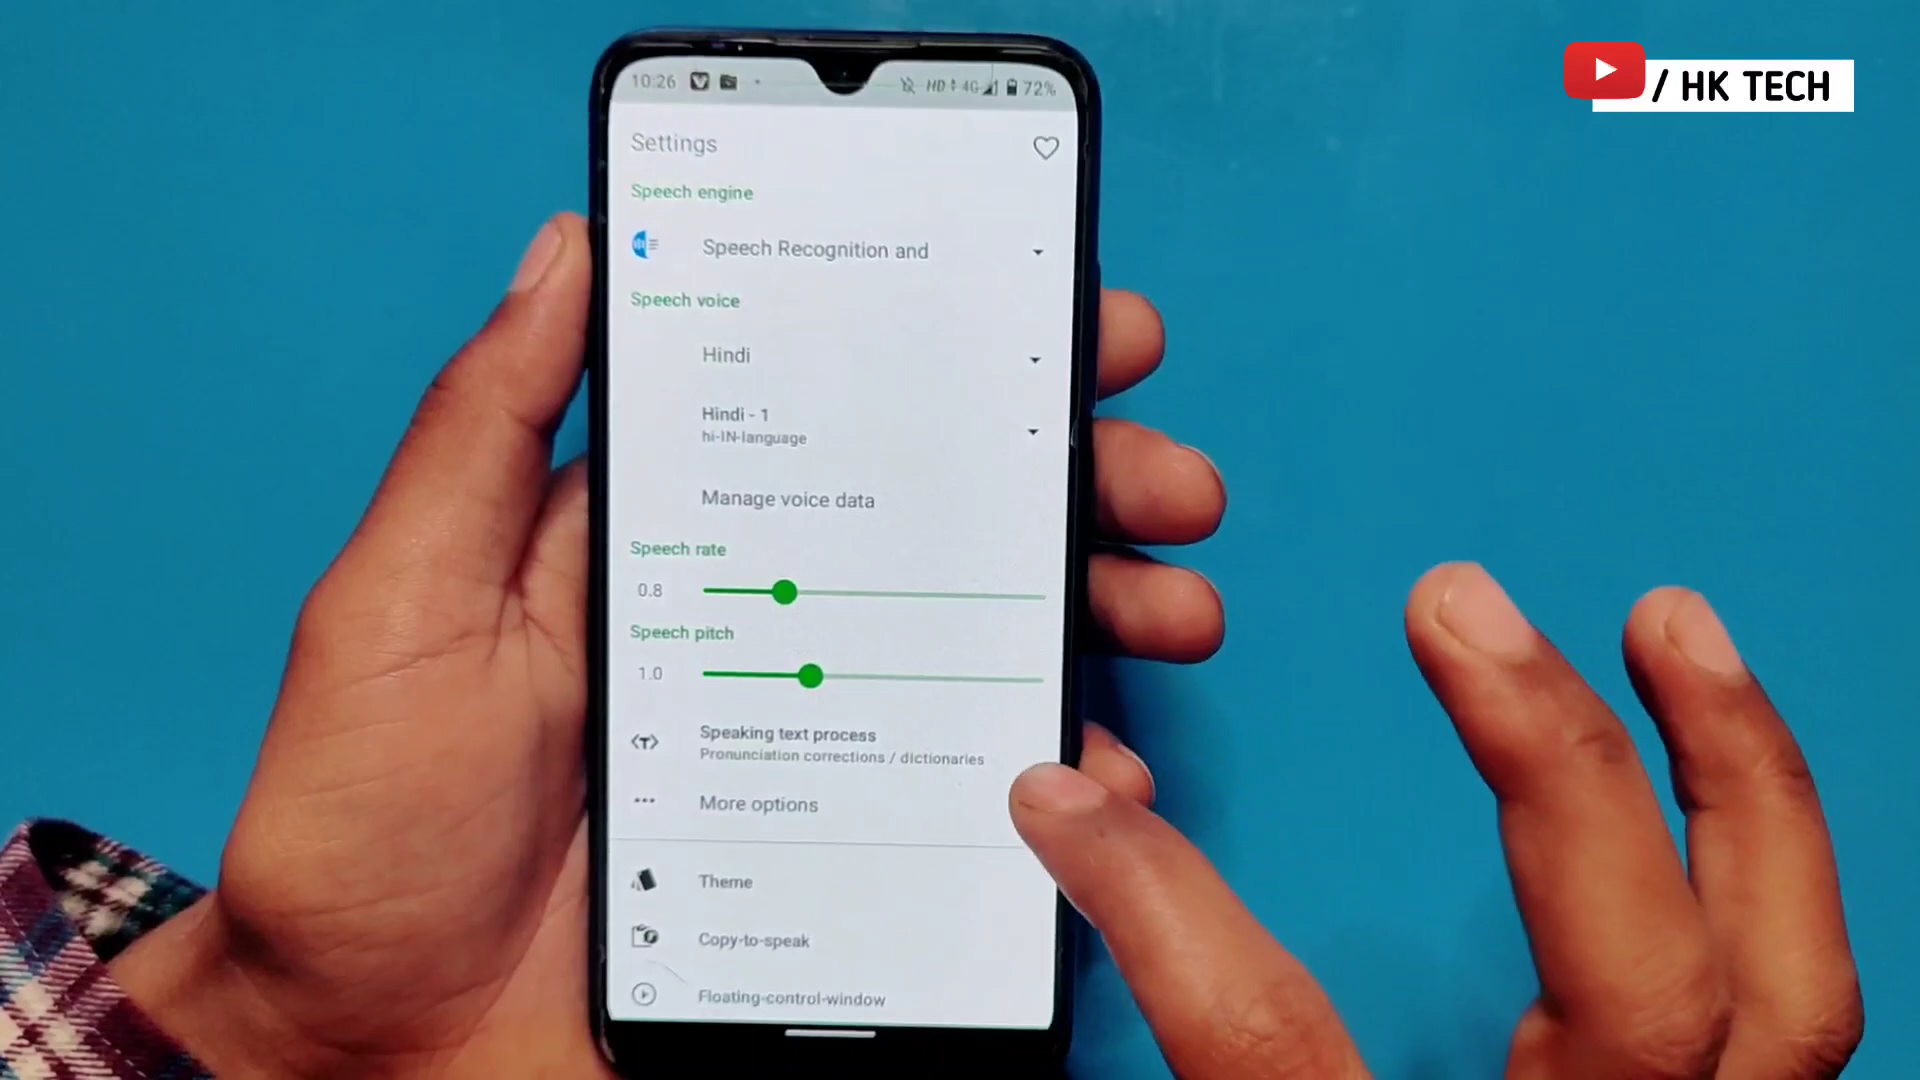 / HK TECH
10:26 HD 4G 72%
Settings
Speech engine
Speech Recognition and
Speech voice
Hindi
Hindi - 1
hi-IN-language
Manage voice data
Speech rate
0.8
Speech pitch
1.0
Speaking text process
Pronunciation corrections / dictionaries
More options
Theme
Copy-to-speak
Floating-control-window